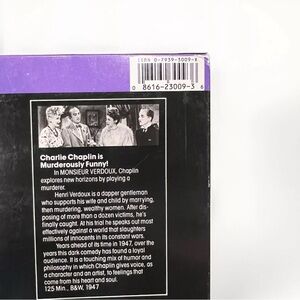 ISBN 0-7939-3009-X
0 8616-23009-3 6
Charlie Chaplin is
Murderously Funny!
In MONSIEUR VERDOUX, Chaplin
explores new horizons by playing a
murderer.
Henri Verdoux is a dapper gentleman
who supports his wife and child by marrying,
then murdering, wealthy women. After dis-
posing of more than a dozen victims, he's
finally caught. At his trial he speaks out most
effectively against a world that slaughters
millions of innocents in its constant wars.
Years ahead of its time in 1947, over the
years this dark comedy has found a loyal
audience. It is a touching mix of humor and
philosophy in which Chaplin gives voice, as
a character and an artist, to feelings that
come from his heart and soul.
125 Min., B&W, 1947